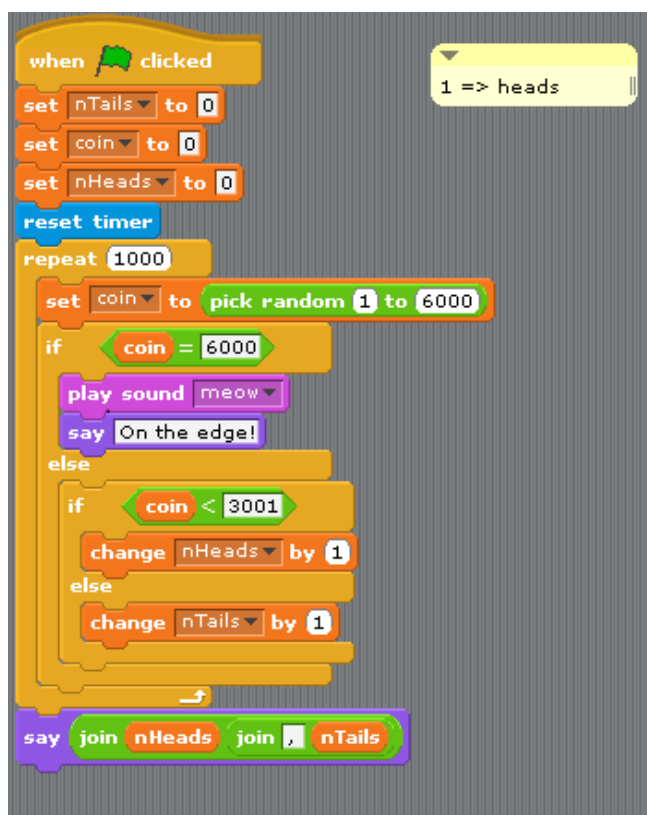 when clicked
1 => heads
set nTails to 0
set coin to 0
set nHeads to 0
reset timer
repeat 1000
set coin to pick random 1 to 6000
if coin = 6000
play sound meow
say On the edge!
else
if coin < 3001
change nHeads by 1
else
change nTails by 1
say join nHeads join , nTails